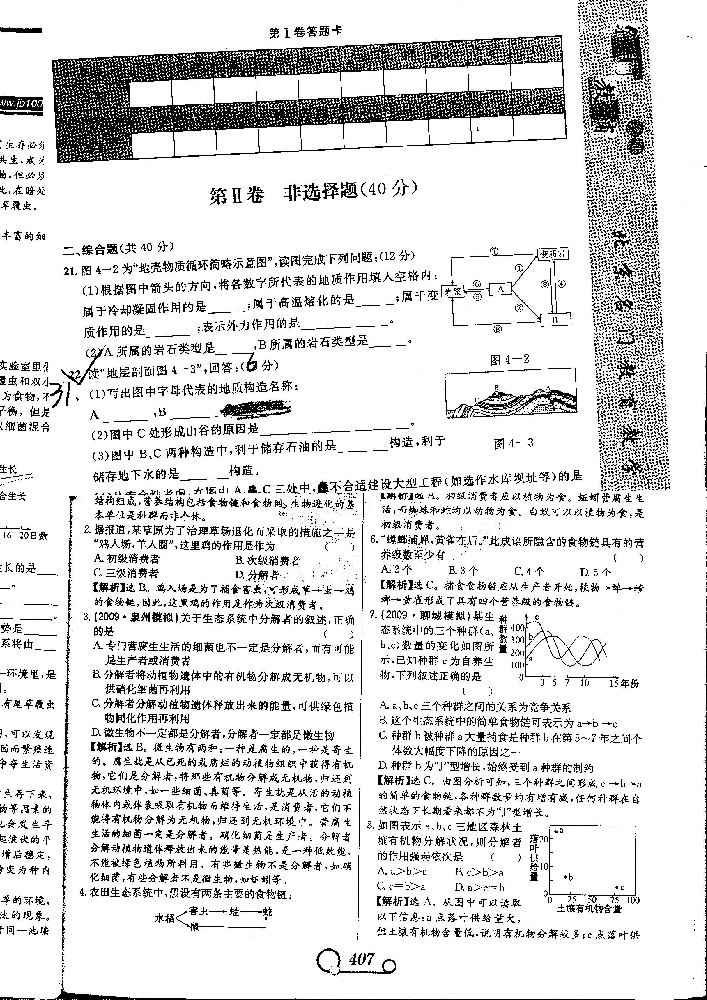 第Ⅰ卷答题卡
题号 1 2 3 4 5 6 7 8 9 10
答案
题号 11 12 13 14 15 16 17 18 19 20
答案
第Ⅱ卷 非选择题(40 分)
二、综合题(共 40 分)
21. 图 4-2 为“地壳物质循环简略示意图”,读图完成下列问题:(12 分)
(1)根据图中箭头的方向,将各数字所代表的地质作用填入空格内:
属于冷却凝固作用的是______;属于高温熔化的是______;属于变
质作用的是________;表示外力作用的是______________。
(2)A 所属的岩石类型是______,B 所属的岩石类型是______。
⑦ 变质岩
① ③ ④
岩浆 ⑥ ⑤ A
② B
⑧
图 4-2
22. 读“地层剖面图 4-3”,回答:(6 分)
31、
(1)写出图中字母代表的地质构造名称:
A ________,B ________
(2)图中 C 处形成山谷的原因是________________________。
(3)图中 B、C 两种构造中,利于储存石油的是________构造,利于
储存地下水的是________构造。
B A C
图 4-3
在图中 A、 、C 三处中, 不合适建设大型工程(如选作水库坝址等)的是
名门
教辅
北京名门教育教学
ww.jb100
生存必须
共生,成为
物,但必须
此,在暗处
草履虫。
丰富的细
实验室里
履虫和双小
为食物,不
平衡。但是
以细菌混合
生长
合生长
16 20日数
长的是____
__。
________。
势是______
系将由____
一环境里,是
有尾草履虫
,可以发现
因而繁殖速
争夺生活资
生存下来,
物等因素的
也会发生斗
起彼伏的平
增后稳定,
转变为种内
单的环境,
汰的现象。
于同一池塘
结构组成,营养结构包括食物链和食物网,生物进化的基
本单位是种群而非个体。
2. 据报道,某草原为了治理草场退化而采取的措施之一是
“鸡入场,羊入圈”,这里鸡的作用是作为 ( )
A. 初级消费者 B. 次级消费者
C. 三级消费者 D. 分解者
【解析】选 B。鸡入场是为了捕食害虫,可形成草→虫→鸡
的食物链,因此,这里鸡的作用是作为次级消费者。
3. (2009·泉州模拟)关于生态系统中分解者的叙述,正确
的是 ( )
A. 专门营腐生生活的细菌也不一定是分解者,而有可能
是生产者或消费者
B. 分解者将动植物遗体中的有机物分解成无机物,可以
供硝化细菌再利用
C. 分解者分解动植物遗体释放出来的能量,可供绿色植
物同化作用再利用
D. 微生物不一定都是分解者,分解者一定都是微生物
【解析】选 B。微生物有两种:一种是腐生的,一种是寄生
的。腐生就是从已死的或腐烂的动植物组织中获得有机
物,它们是分解者,将那些有机物分解成无机物,归还到
无机环境中,如一些细菌、真菌等。寄生就是从活的动植
物体内或体表吸取有机物而维持生活,是消费者,它们不
能将有机物分解为无机物,归还到无机环境中。营腐生
生活的细菌一定是分解者。硝化细菌是生产者。分解者
分解动植物遗体释放出来的能量是热能,是一种低效能,
不能被绿色植物所利用。有些微生物不是分解者,如硝
化细菌,有些分解者不是微生物,如蚯蚓等。
4. 农田生态系统中,假设有两条主要的食物链:
水稻 害虫→蛙→蛇
鼠
【解析】选 A。初级消费者应以植物为食。蚯蚓营腐生生
活,而蜘蛛和蛇均以动物为食。白蚁可以以植物为食,是
初级消费者。
6. “螳螂捕蝉,黄雀在后。”此成语所隐含的食物链具有的营
养级数至少有 ( )
A. 2 个 B. 3 个 C. 4 个 D. 5 个
【解析】选 C。捕食食物链应从生产者开始,植物→蝉→螳
螂→黄雀形成了具有四个营养级的食物链。
7. (2009·聊城模拟)某生
态系统中的三个种群(a、
b、c)数量的变化如图所
示,已知种群 c 为自养生
物,下列叙述正确的是
( )
种群数量
400
300
200
100
0 3 5 7 10 15年份
a b c
A. a、b、c 三个种群之间的关系为竞争关系
B. 这个生态系统中的简单食物链可表示为 a→b→c
C. 种群 b 被种群 a 大量捕食是种群 b 在第 5~7 年之间个
体数大幅度下降的原因之一
D. 种群 b 为“J”型增长,始终受到 a 种群的制约
【解析】选 C。由图分析可知,三个种群之间形成 c→b→a
的简单的食物链,各种群数量均有增有减,任何种群在自
然状态下长期看来都不为“J”型增长。
8. 如图表示 a、b、c 三地区森林土
壤有机物分解状况,则分解者
的作用强弱依次是 ( )
A. a>b>c B. c>b>a
C. c=b>a D. a>c=b
【解析】选 A。从图中可以读取
以下信息:a 点落叶供给量大,
但土壤有机物含量低,说明有机物分解较多;c 点落叶供
落叶供给量
20
10
0
a
b
c
0 25 50 75 100
土壤有机物含量
407